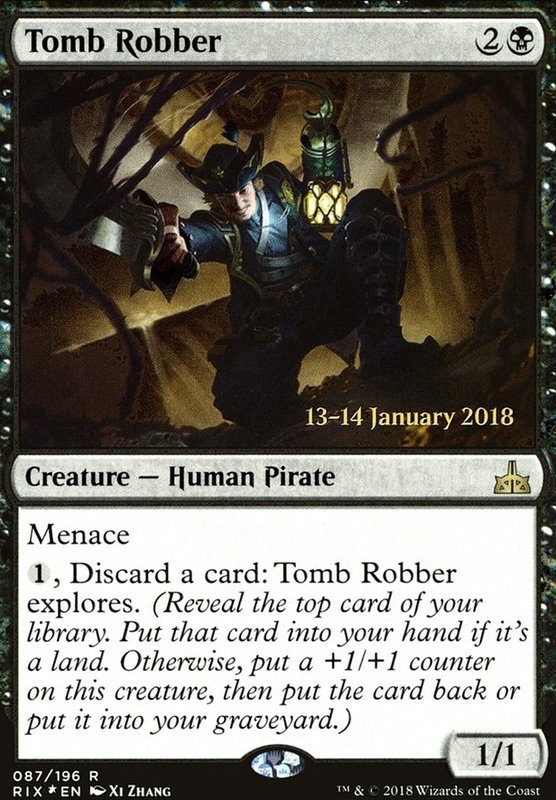 Tomb Robber 2
13-14 January 2018
Creature — Human Pirate
Menace
1, Discard a card: Tomb Robber
explores. (Reveal the top card of your
library. Put that card into your hand if it's
a land. Otherwise, put a +1/+1 counter
on this creature, then put the card back or
put it into your graveyard.)
1/1
087/196 R
RIX★EN Xi Zhang
™ & © 2018 Wizards of the Coast